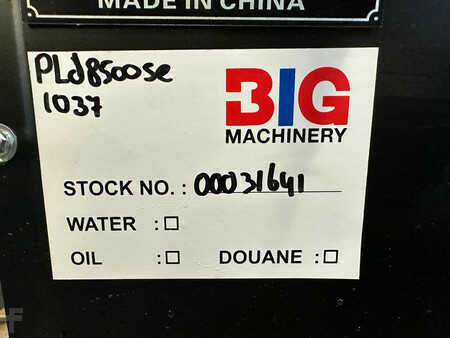 MADE IN CHINA
PLd8500se
1037
BIG
MACHINERY
STOCK NO. : 00031641
WATER : ☐
OIL : ☐ DOUANE : ☐